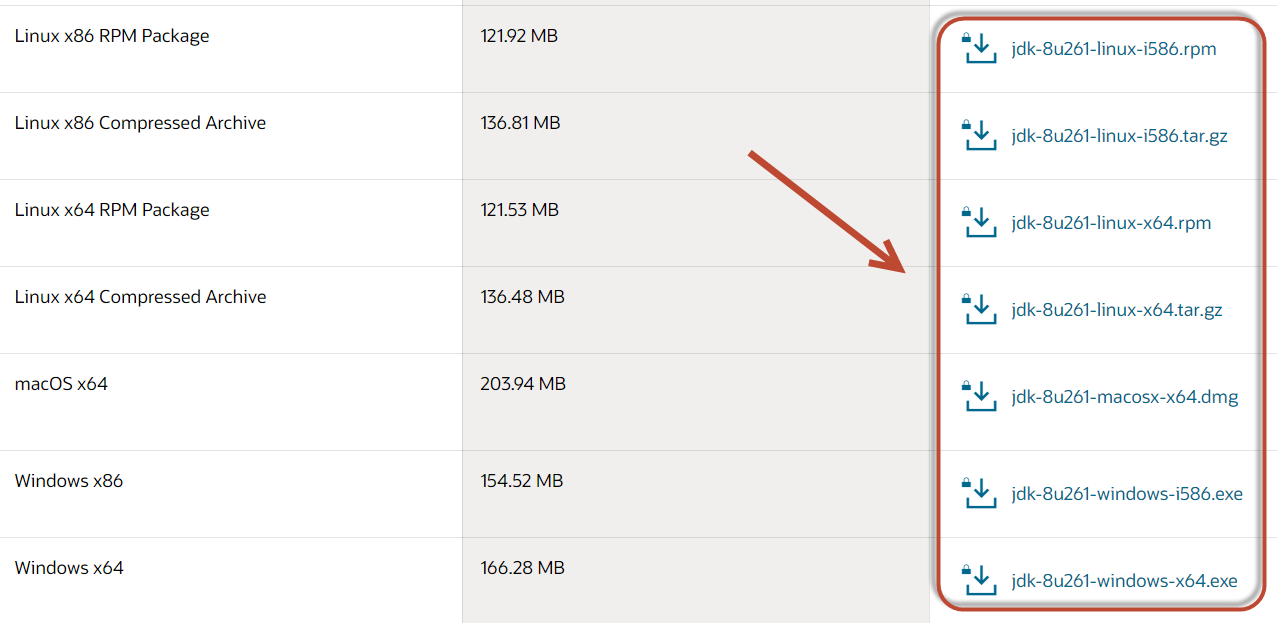 Linux x86 RPM Package 121.92 MB jdk-8u261-linux-i586.rpm
Linux x86 Compressed Archive 136.81 MB jdk-8u261-linux-i586.tar.gz
Linux x64 RPM Package 121.53 MB jdk-8u261-linux-x64.rpm
Linux x64 Compressed Archive 136.48 MB jdk-8u261-linux-x64.tar.gz
macOS x64 203.94 MB jdk-8u261-macosx-x64.dmg
Windows x86 154.52 MB jdk-8u261-windows-i586.exe
Windows x64 166.28 MB jdk-8u261-windows-x64.exe